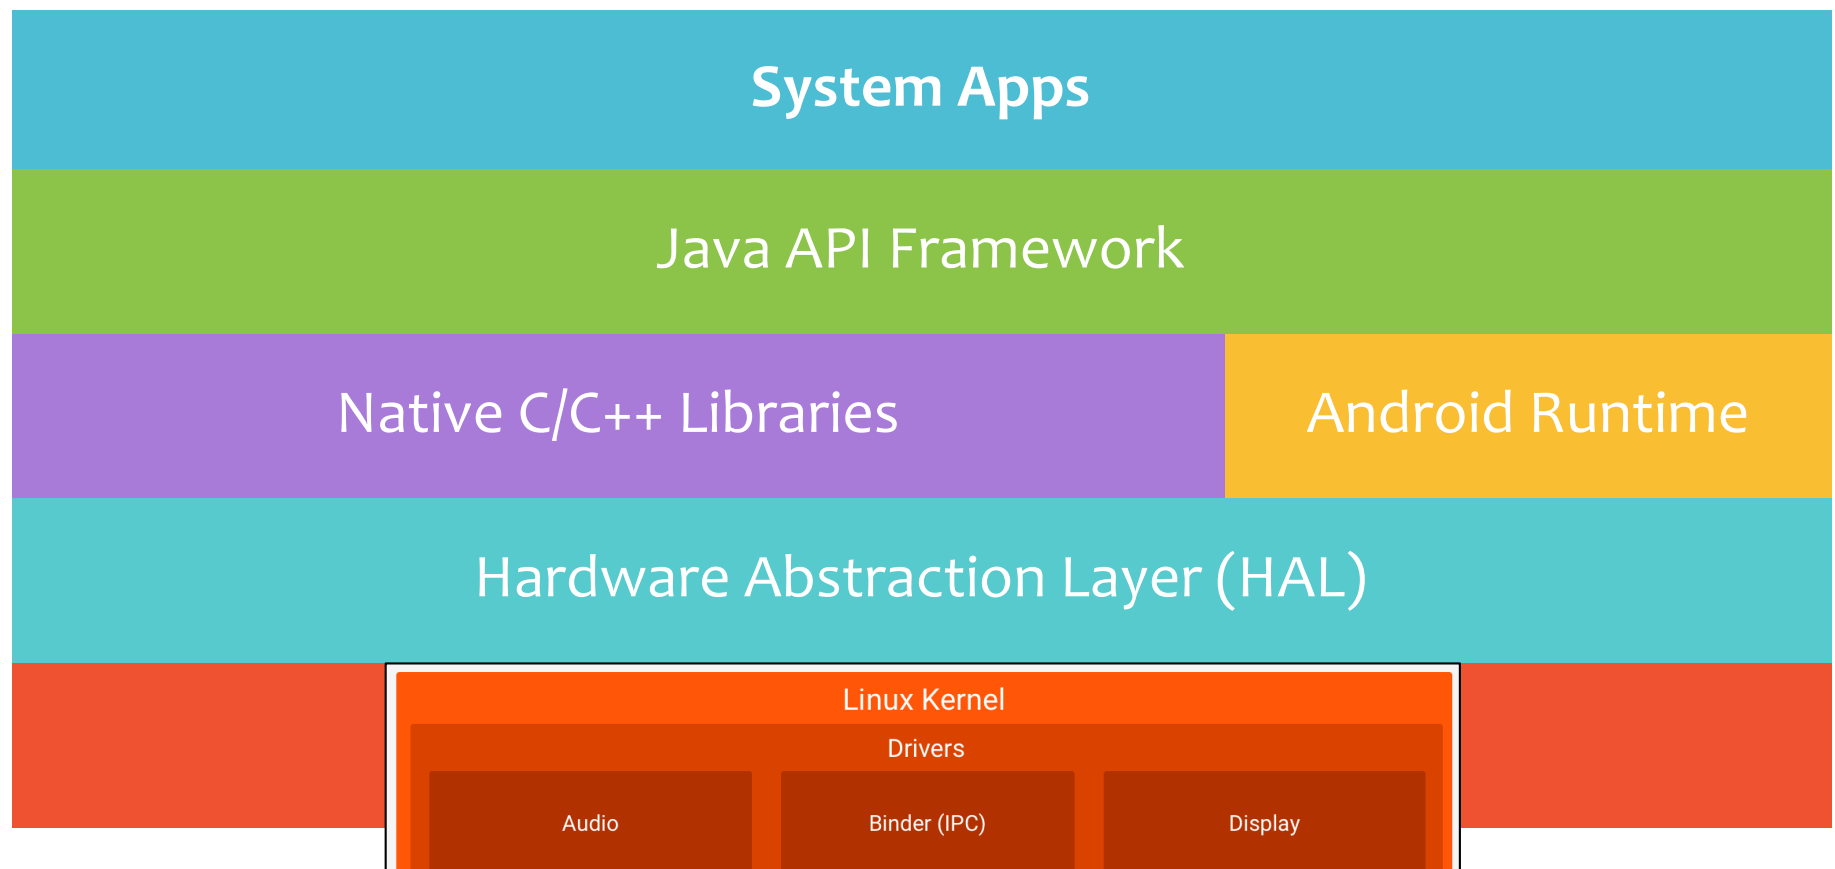 System Apps
Java API Framework
Native C/C++ Libraries
Android Runtime
Hardware Abstraction Layer (HAL)
Linux Kernel
Drivers
Audio
Binder (IPC)
Display